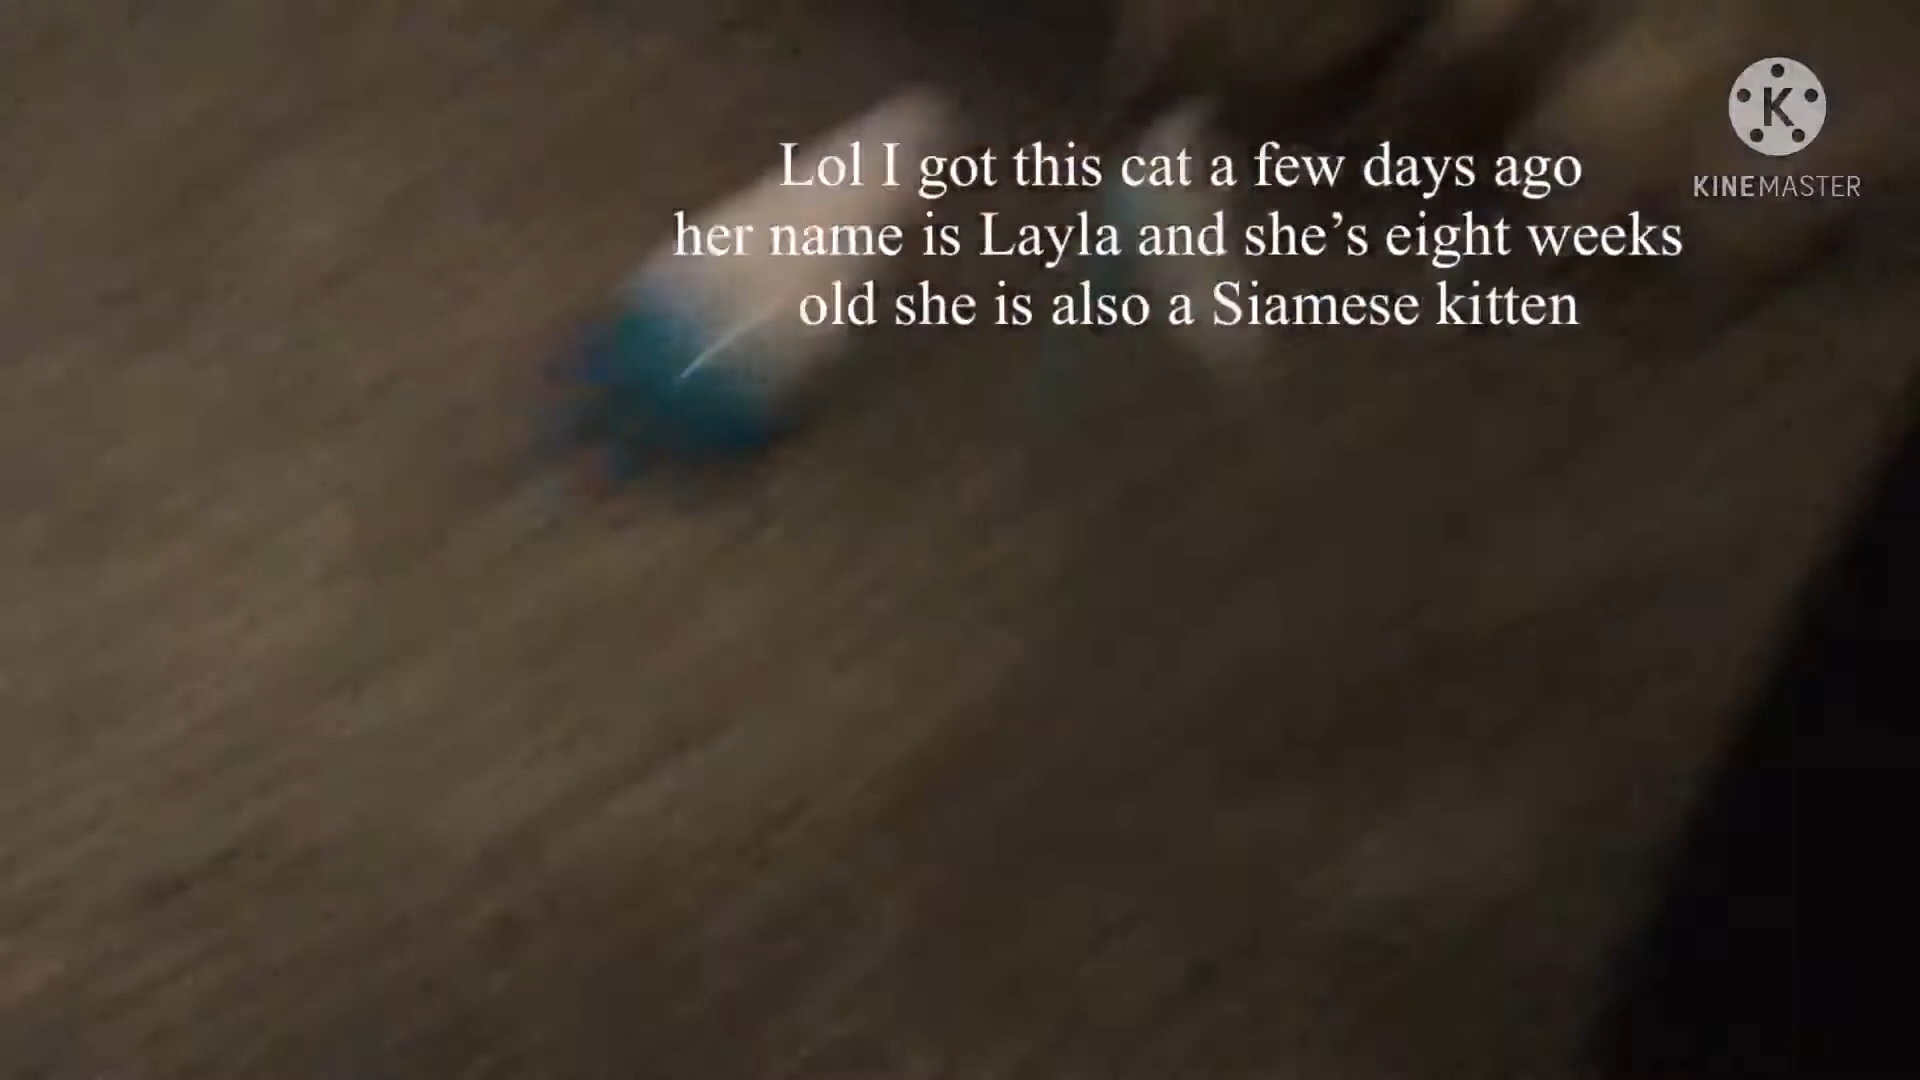 Lol I got this cat a few days ago
her name is Layla and she’s eight weeks
old she is also a Siamese kitten
K
KINEMASTER